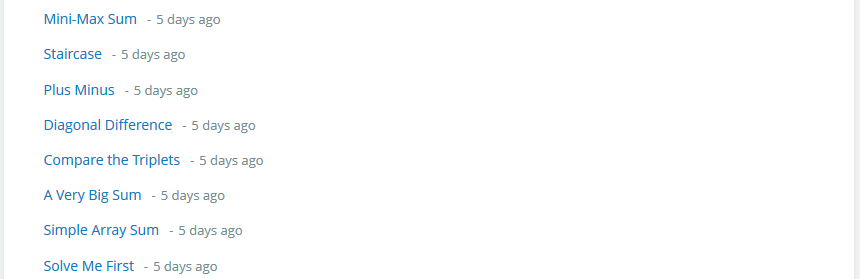 Mini-Max Sum - 5 days ago
Staircase - 5 days ago
Plus Minus - 5 days ago
Diagonal Difference - 5 days ago
Compare the Triplets - 5 days ago
A Very Big Sum - 5 days ago
Simple Array Sum - 5 days ago
Solve Me First - 5 days ago